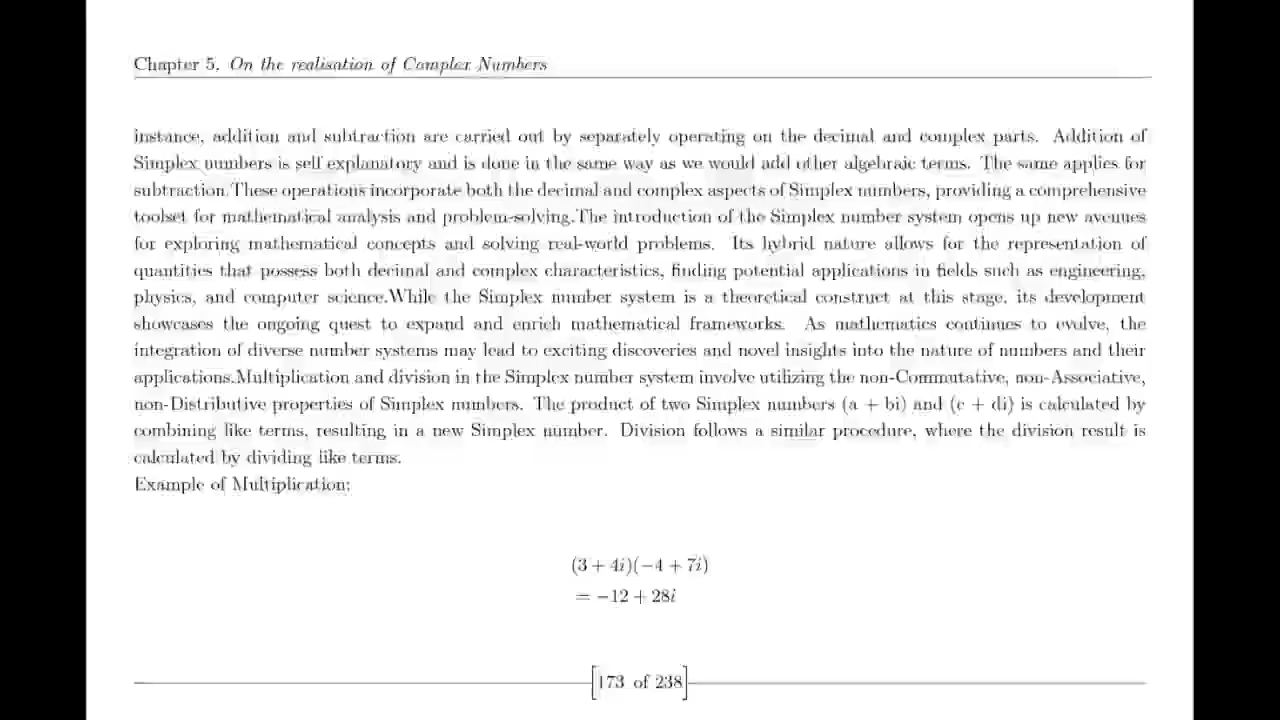 Chapter 5. On the realisation of Complex Numbers
instance, addition and subtraction are carried out by separately operating on the decimal and complex parts. Addition of
Simplex numbers is self explanatory and is done in the same way as we would add other algebraic terms. The same applies for
subtraction.These operations incorporate both the decimal and complex aspects of Simplex numbers, providing a comprehensive
toolset for mathematical analysis and problem-solving.The introduction of the Simplex number system opens up new avenues
for exploring mathematical concepts and solving real-world problems. Its hybrid nature allows for the representation of
quantities that possess both decimal and complex characteristics, finding potential applications in fields such as engineering,
physics, and computer science.While the Simplex number system is a theoretical construct at this stage, its development
showcases the ongoing quest to expand and enrich mathematical frameworks. As mathematics continues to evolve, the
integration of diverse number systems may lead to exciting discoveries and novel insights into the nature of numbers and their
applications.Multiplication and division in the Simplex number system involve utilizing the non-Commutative, non-Associative,
non-Distributive properties of Simplex numbers. The product of two Simplex numbers (a + bi) and (c + di) is calculated by
combining like terms, resulting in a new Simplex number. Division follows a similar procedure, where the division result is
calculated by dividing like terms.
Example of Multiplication:
(3 + 4i)(−4 + 7i)
= −12 + 28i
[173 of 238]